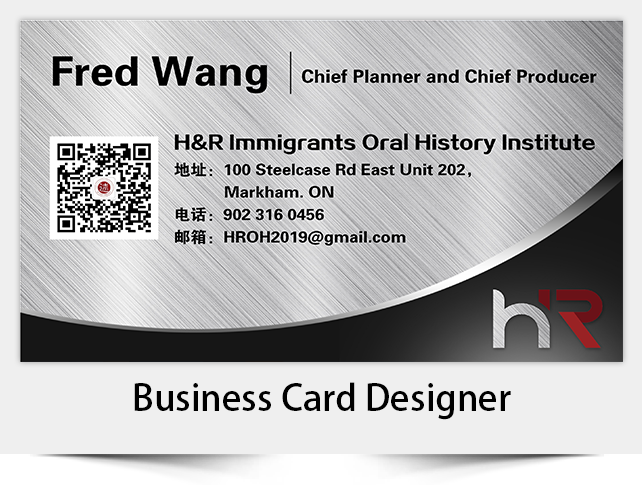 Fred Wang | Chief Planner and Chief Producer
H&R Immigrants Oral History Institute
地址：100 Steelcase Rd East Unit 202，
Markham. ON
电话：902 316 0456
邮箱：HROH2019@gmail.com
hR
Business Card Designer